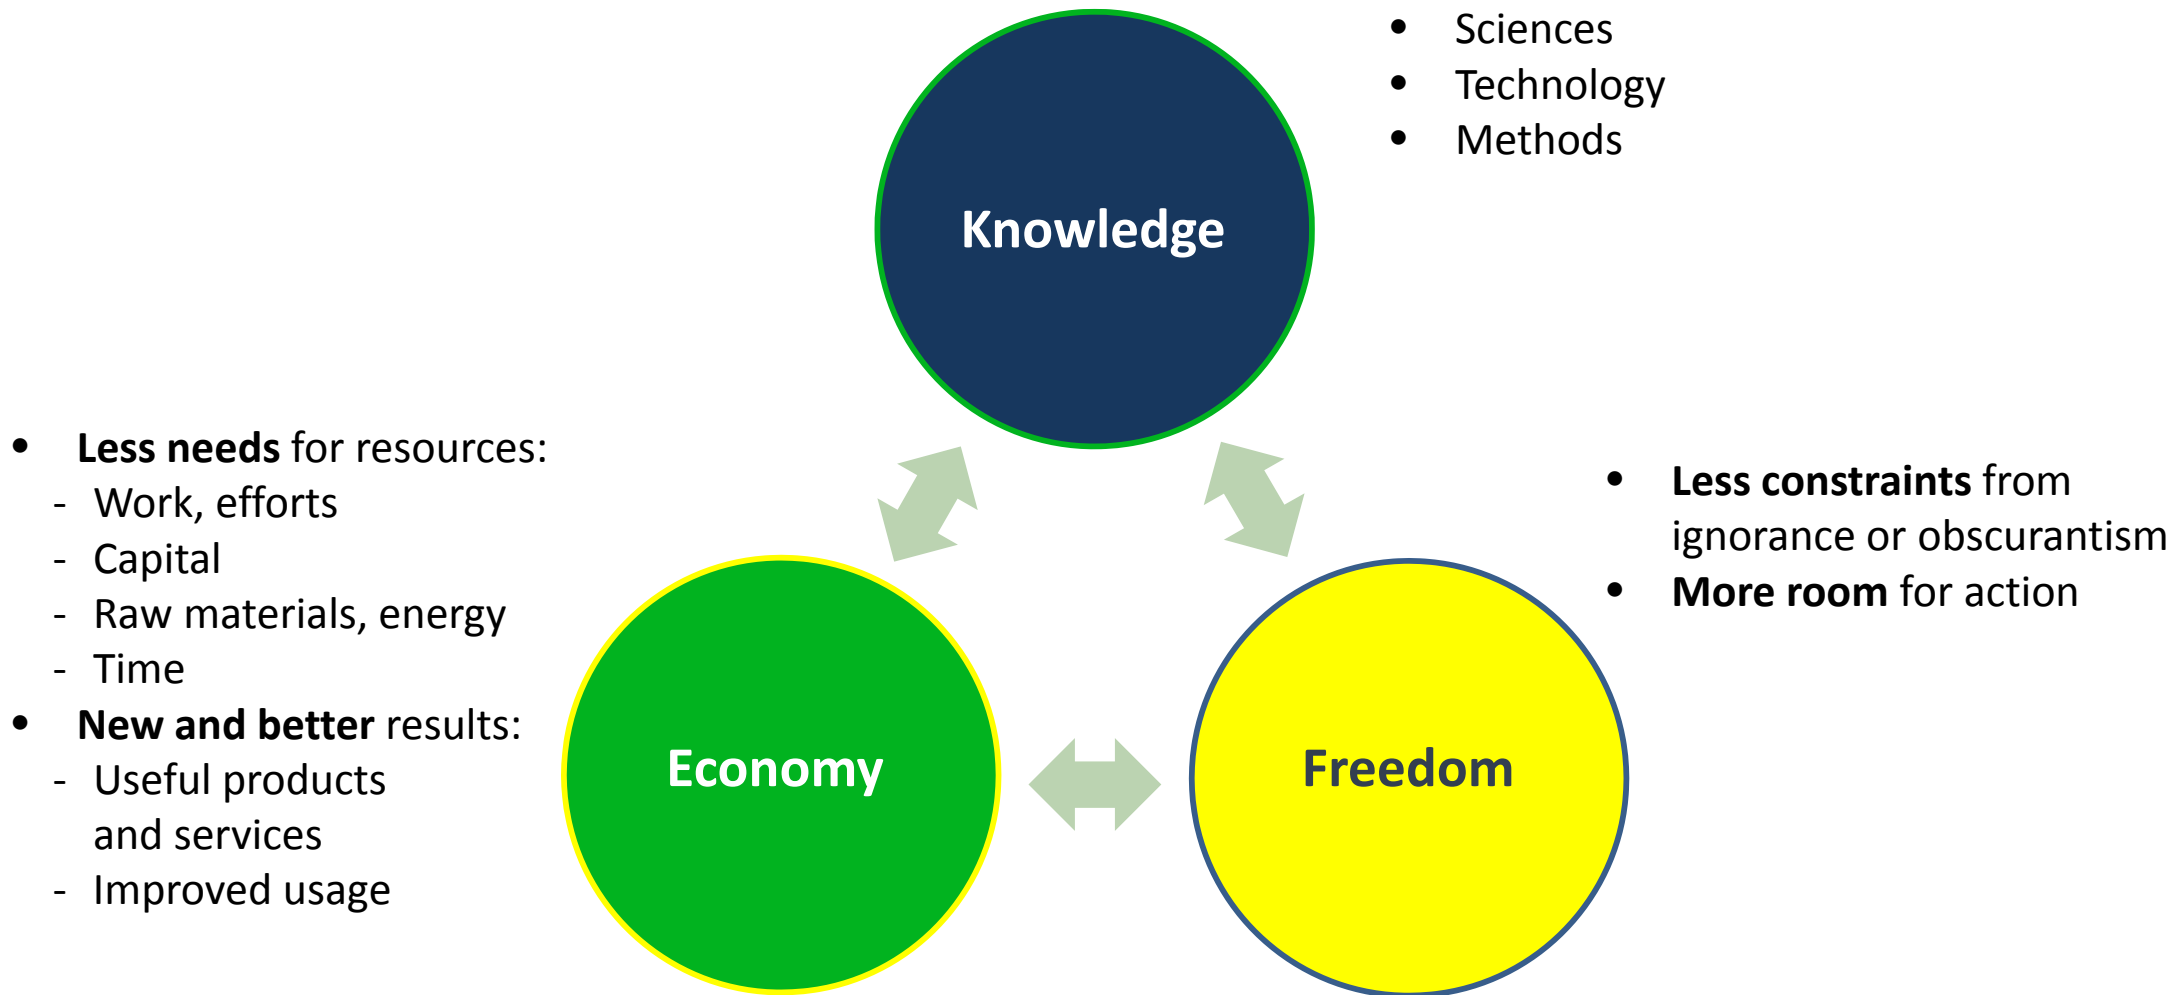 • Sciences
• Technology
• Methods
Knowledge
• Less needs for resources:
- Work, efforts
- Capital
- Raw materials, energy
- Time
• New and better results:
- Useful products
and services
- Improved usage
• Less constraints from
ignorance or obscurantism
• More room for action
Economy
Freedom